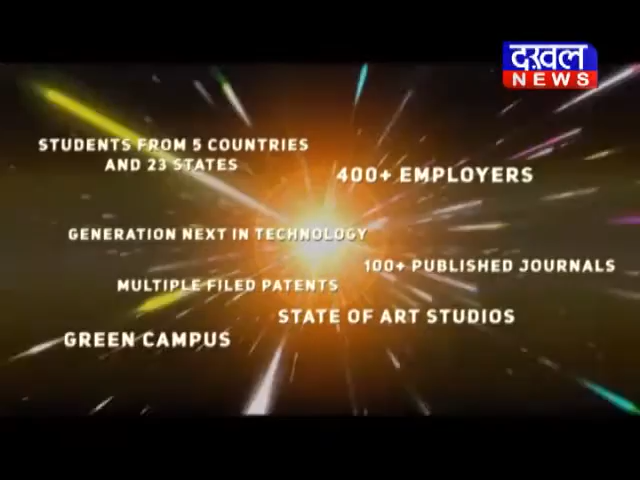 दख़ल
NEWS
STUDENTS FROM 5 COUNTRIES
AND 23 STATES
400+ EMPLOYERS
GENERATION NEXT IN TECHNOLOGY
100+ PUBLISHED JOURNALS
MULTIPLE FILED PATENTS
STATE OF ART STUDIOS
GREEN CAMPUS